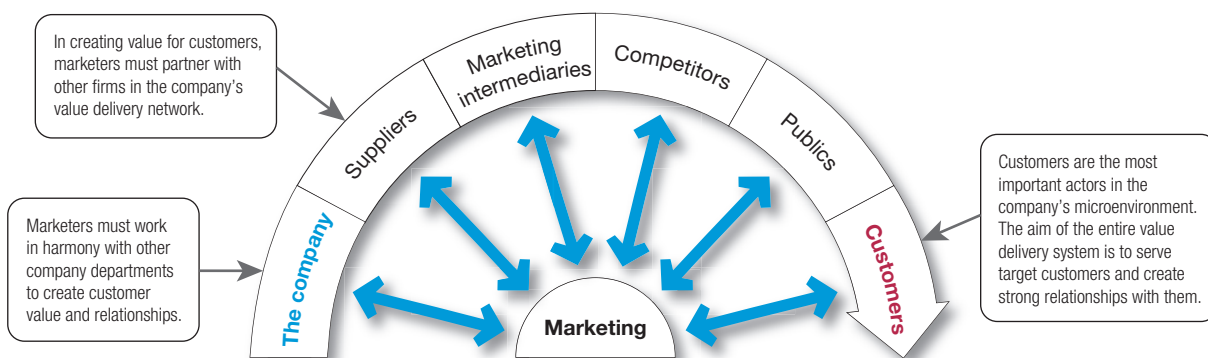 In creating value for customers,
marketers must partner with
other firms in the company's
value delivery network.
Marketers must work
in harmony with other
company departments
to create customer
value and relationships.
The company
Suppliers
Marketing
intermediaries
Competitors
Publics
Customers
Marketing
Customers are the most
important actors in the
company's microenvironment.
The aim of the entire value
delivery system is to serve
target customers and create
strong relationships with them.